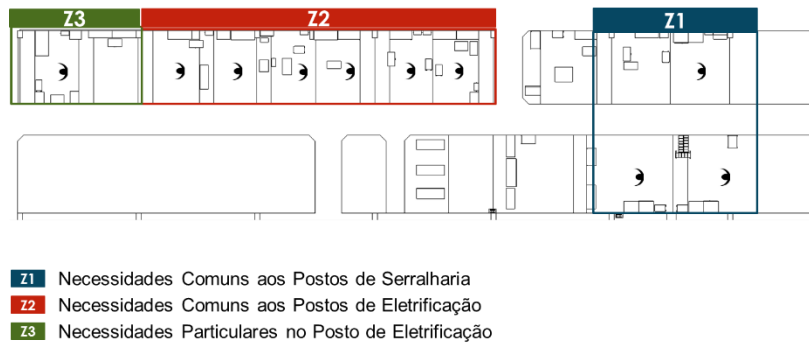 Z3 Z2 Z1
Z1 Necessidades Comuns aos Postos de Serralharia
Z2 Necessidades Comuns aos Postos de Eletrificação
Z3 Necessidades Particulares no Posto de Eletrificação